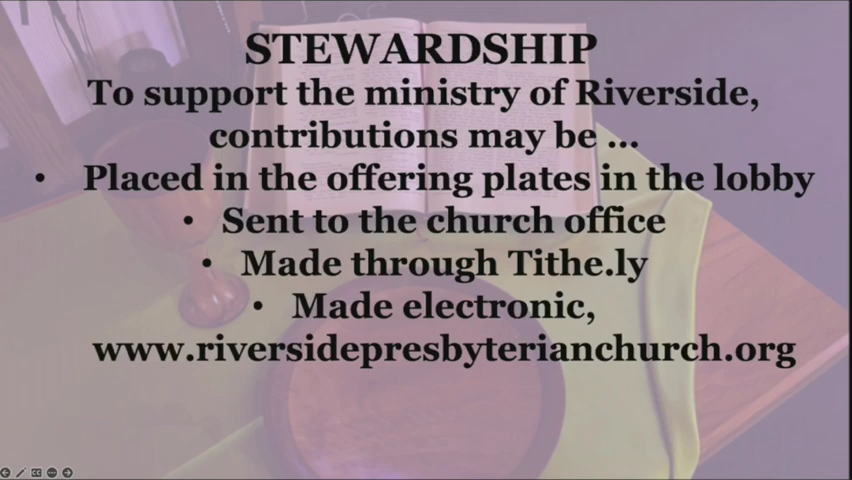 STEWARDSHIP
To support the ministry of Riverside,
contributions may be ...
• Placed in the offering plates in the lobby
• Sent to the church office
• Made through Tithe.ly
• Made electronic,
www.riversidepresbyterianchurch.org